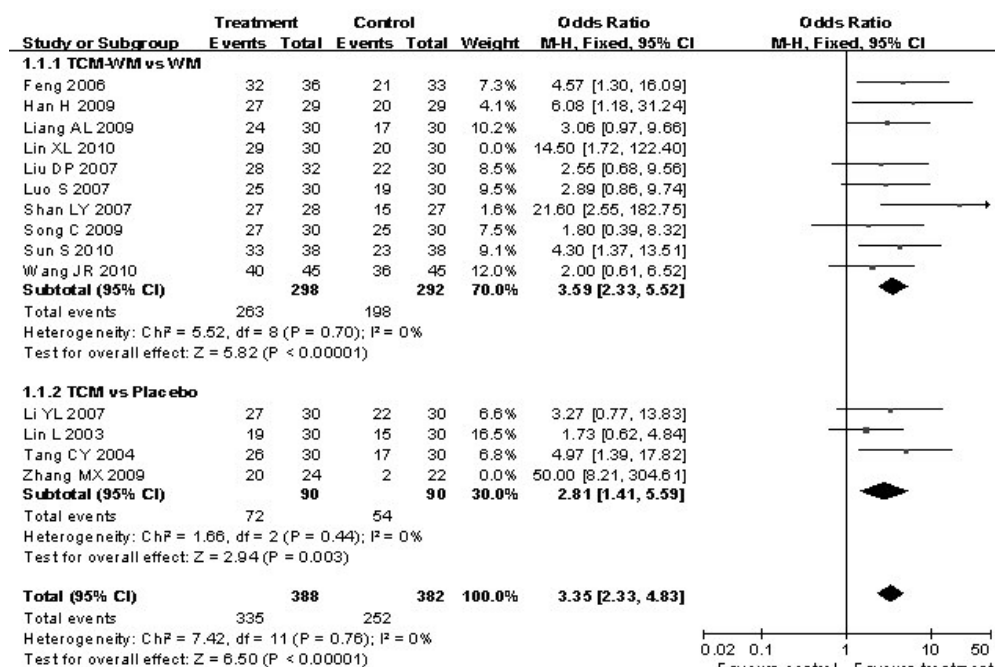 Treatment Control Odds Ratio Odds Ratio
Study or Subgroup Events Total Events Total Weight M-H, Fixed, 95% CI M-H, Fixed, 95% CI
1.1.1 TCM-WM vs WM
Feng 2006 32 36 21 33 7.3% 4.57 [1.30, 16.09]
Han H 2009 27 29 20 29 4.1% 6.08 [1.18, 31.24]
Liang AL 2009 24 30 17 30 10.2% 3.06 [0.97, 9.66]
Lin XL 2010 29 30 20 30 0.0% 14.50 [1.72, 122.40]
Liu DP 2007 28 32 22 30 8.5% 2.55 [0.68, 9.56]
Luo S 2007 25 30 19 30 9.5% 2.89 [0.86, 9.74]
Shan LY 2007 27 28 15 27 1.6% 21.60 [2.55, 182.75]
Song C 2009 27 30 25 30 7.5% 1.80 [0.39, 8.32]
Sun S 2010 33 38 23 38 9.1% 4.30 [1.37, 13.51]
Wang JR 2010 40 45 36 45 12.0% 2.00 [0.61, 6.52]
Subtotal (95% CI) 298 292 70.0% 3.59 [2.33, 5.52]
Total events 263 198
Heterogeneity: Chi² = 5.52, df = 8 (P = 0.70); I² = 0%
Test for overall effect: Z = 5.82 (P < 0.00001)
1.1.2 TCM vs Placebo
Li YL 2007 27 30 22 30 6.6% 3.27 [0.77, 13.83]
Lin L 2003 19 30 15 30 16.5% 1.73 [0.62, 4.84]
Tang CY 2004 26 30 17 30 6.8% 4.97 [1.39, 17.82]
Zhang MX 2009 20 24 2 22 0.0% 50.00 [8.21, 304.61]
Subtotal (95% CI) 90 90 30.0% 2.81 [1.41, 5.59]
Total events 72 54
Heterogeneity: Chi² = 1.66, df = 2 (P = 0.44); I² = 0%
Test for overall effect: Z = 2.94 (P = 0.003)
Total (95% CI) 388 382 100.0% 3.35 [2.33, 4.83]
Total events 335 252
Heterogeneity: Chi² = 7.42, df = 11 (P = 0.76); I² = 0%
Test for overall effect: Z = 6.50 (P < 0.00001)
0.02 0.1 1 10 50